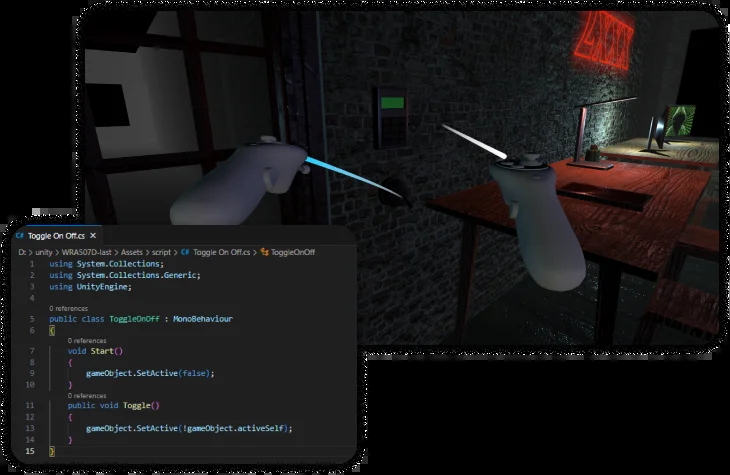 C# Toggle On Off.cs ×
D: > unity > WRA507D-last > Assets > script > C# Toggle On Off.cs > ToggleOnOff
1 using System.Collections;
2 using System.Collections.Generic;
3 using UnityEngine;
4
0 references
5 public class ToggleOnOff : MonoBehaviour
6 {
0 references
7 void Start()
8 {
9 gameObject.SetActive(false);
10 }
0 references
11 public void Toggle()
12 {
13 gameObject.SetActive(!gameObject.activeSelf);
14 }
15 }